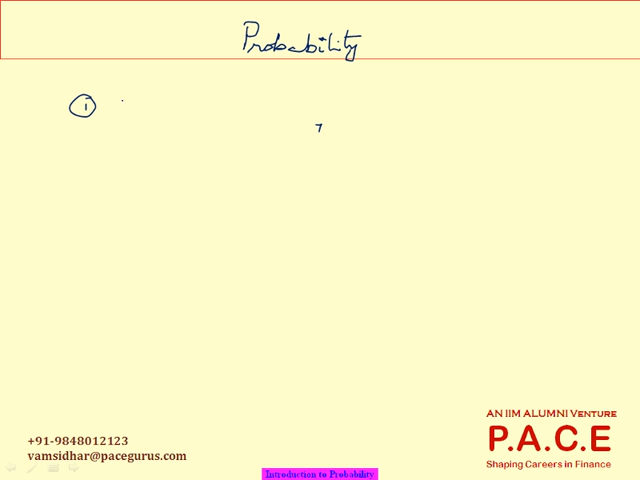 Probability
1
7
AN IIM ALUMNI VENTURE
P.A.C.E
Shaping Careers in Finance
+91-9848012123
vamsidhar@pacegurus.com
Introduction to Probability